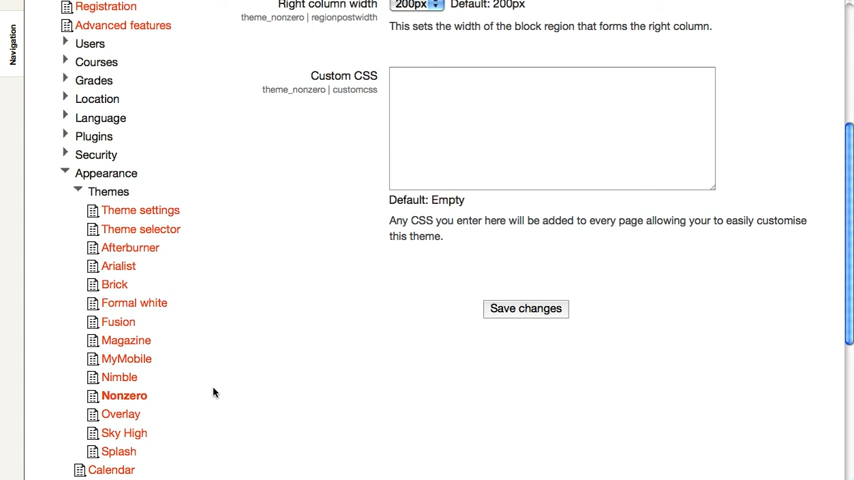 Navigation
Registration
Advanced features
Users
Courses
Grades
Location
Language
Plugins
Security
Appearance
Themes
Theme settings
Theme selector
Afterburner
Arialist
Brick
Formal white
Fusion
Magazine
MyMobile
Nimble
Nonzero
Overlay
Sky High
Splash
Calendar
Right column width 200px Default: 200px
theme_nonzero | regionpostwidth
This sets the width of the block region that forms the right column.
Custom CSS
theme_nonzero | customcss
Default: Empty
Any CSS you enter here will be added to every page allowing your to easily customise
this theme.
Save changes